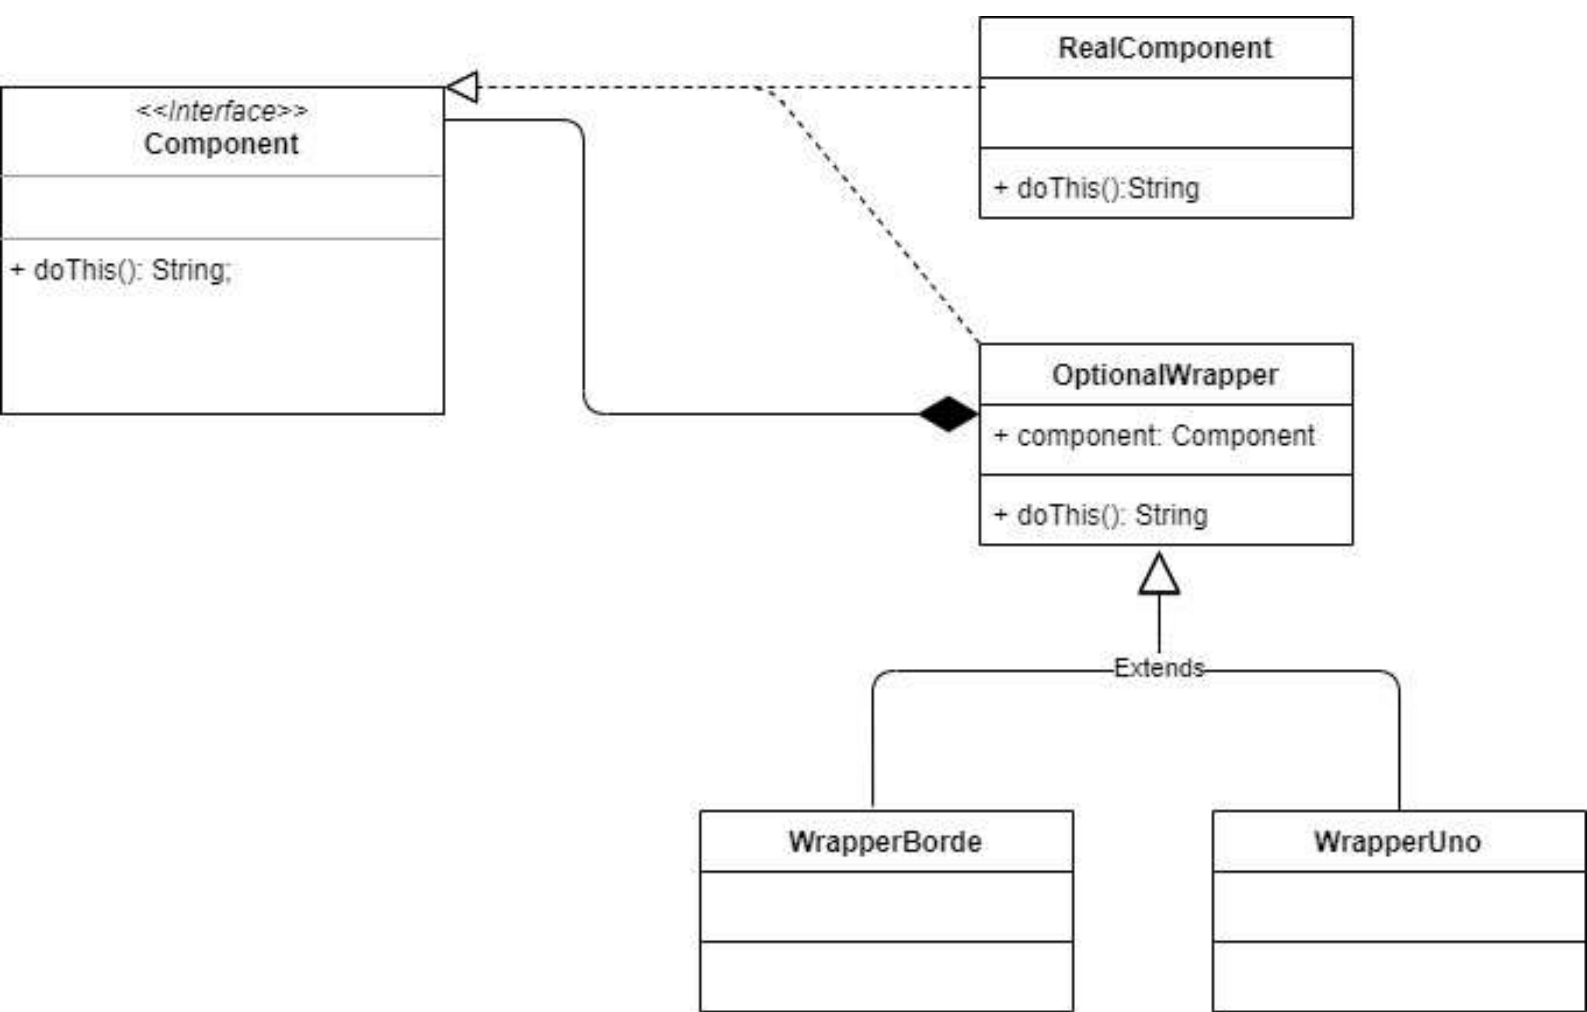 <<Interface>>
Component
+ doThis(): String;
RealComponent
+ doThis():String
OptionalWrapper
+ component: Component
+ doThis(): String
Extends
WrapperBorde
WrapperUno